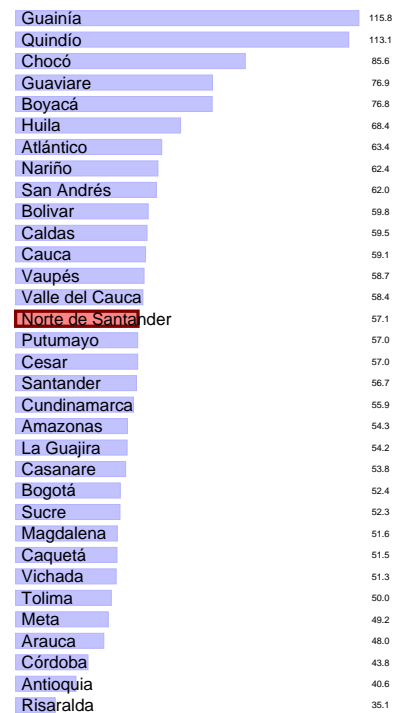 Guainía 115.8
Quindío 113.1
Chocó 85.6
Guaviare 76.9
Boyacá 76.8
Huila 68.4
Atlántico 63.4
Nariño 62.4
San Andrés 62.0
Bolivar 59.8
Caldas 59.5
Cauca 59.1
Vaupés 58.7
Valle del Cauca 58.4
Norte de Santander 57.1
Putumayo 57.0
Cesar 57.0
Santander 56.7
Cundinamarca 55.9
Amazonas 54.3
La Guajira 54.2
Casanare 53.8
Bogotá 52.4
Sucre 52.3
Magdalena 51.6
Caquetá 51.5
Vichada 51.3
Tolima 50.0
Meta 49.2
Arauca 48.0
Córdoba 43.8
Antioquia 40.6
Risaralda 35.1